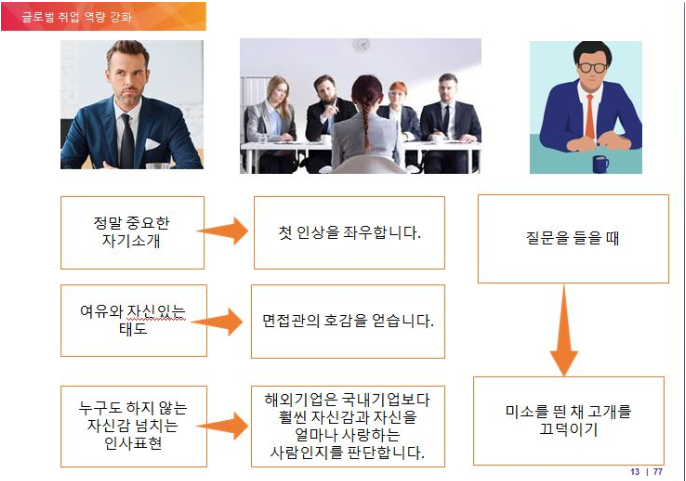 글로벌 취업 역량 강화
정말 중요한
자기소개
첫 인상을 좌우합니다.
질문을 들을 때
여유와 자신있는
태도
면접관의 호감을 얻습니다.
누구도 하지 않는
자신감 넘치는
인사표현
해외기업은 국내기업보다
훨씬 자신감과 자신을
얼마나 사랑하는
사람인지를 판단합니다.
미소를 띈 채 고개를
끄덕이기
13 | 77